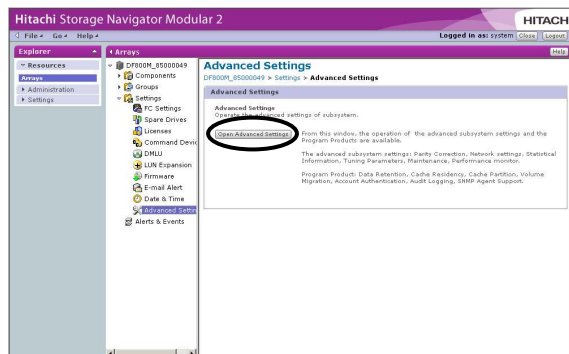 Hitachi Storage Navigator Modular 2
HITACH
File Go Help
Logged in as: system Close Logout
Explorer
Resources
Arrays
Administration
Settings
Arrays
Help
DF800M_85000049
Components
Groups
Settings
FC Settings
Spare Drives
Licenses
Command Devic
DMLU
LUN Expansion
Firmware
E-mail Alert
Date & Time
Advanced Settin
Alerts & Events
Advanced Settings
DF800M_85000049 > Settings > Advanced Settings
Advanced Settings
Advanced Settings
Operate the advanced settings of subsystem.
Open Advanced Settings
From this window, the operation of the advanced subsystem settings and the
Program Products are available.
The advanced subsystem settings: Parity Correction, Network settings, Statistical
Information, Tuning Parameters, Maintenance, Performance monitor.
Program Product: Data Retention, Cache Residency, Cache Partition, Volume
Migration, Account Authentication, Audit Logging, SNMP Agent Support.